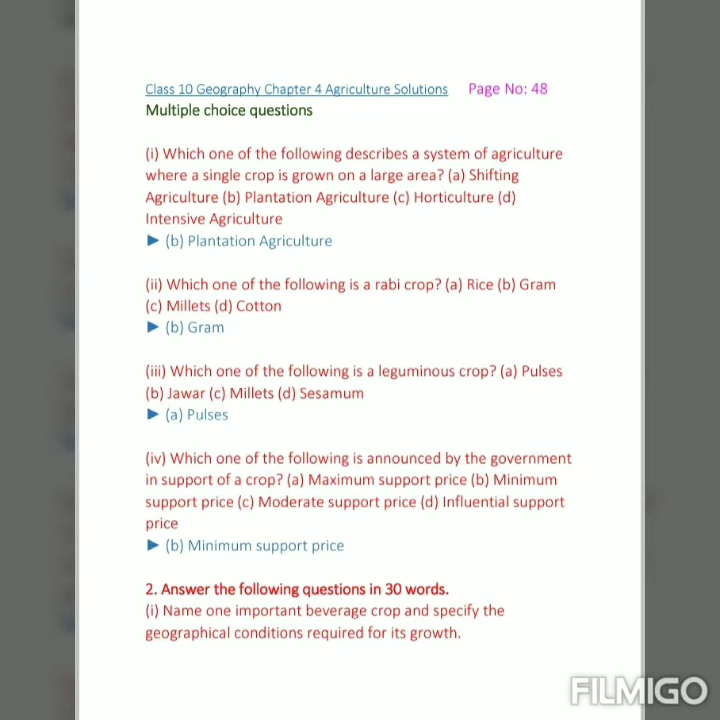 Class 10 Geography Chapter 4 Agriculture Solutions Page No: 48
Multiple choice questions
(i) Which one of the following describes a system of agriculture
where a single crop is grown on a large area? (a) Shifting
Agriculture (b) Plantation Agriculture (c) Horticulture (d)
Intensive Agriculture
► (b) Plantation Agriculture
(ii) Which one of the following is a rabi crop? (a) Rice (b) Gram
(c) Millets (d) Cotton
► (b) Gram
(iii) Which one of the following is a leguminous crop? (a) Pulses
(b) Jawar (c) Millets (d) Sesamum
► (a) Pulses
(iv) Which one of the following is announced by the government
in support of a crop? (a) Maximum support price (b) Minimum
support price (c) Moderate support price (d) Influential support
price
► (b) Minimum support price
2. Answer the following questions in 30 words.
(i) Name one important beverage crop and specify the
geographical conditions required for its growth.
FILMIGO